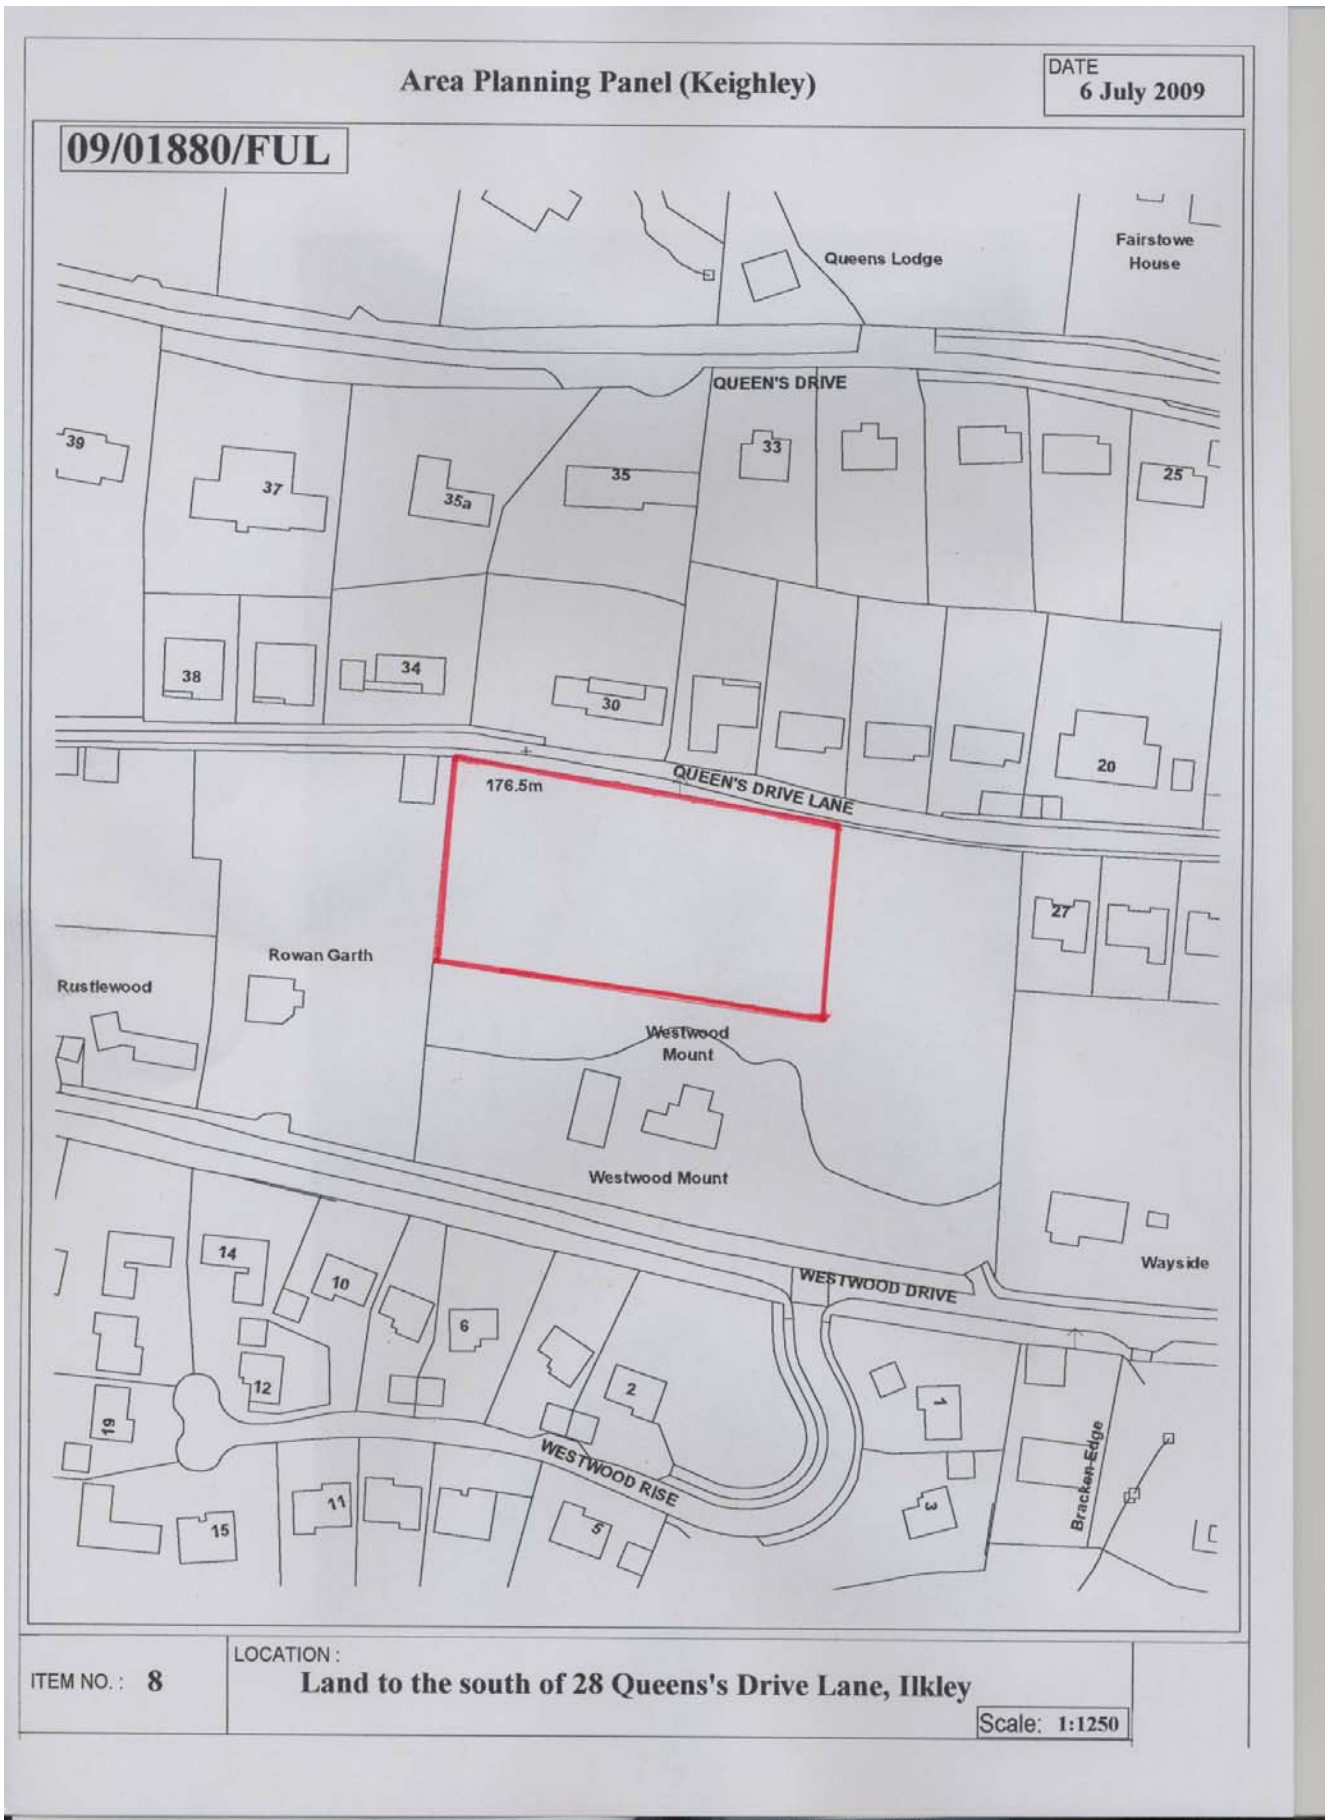 Area Planning Panel (Keighley)
DATE
6 July 2009
09/01880/FUL
Queens Lodge
Fairstowe
House
QUEEN'S DRIVE
39
37
35a
35
33
25
38
34
30
20
176.5m
QUEEN'S DRIVE LANE
27
Rowan Garth
Rustlewood
Westwood
Mount
Westwood Mount
Wayside
WESTWOOD DRIVE
14
10
6
12
2
1
19
WESTWOOD RISE
Bracken Edge
11
15
5
3
ITEM NO. : 8
LOCATION :
Land to the south of 28 Queens's Drive Lane, Ilkley
Scale: 1:1250